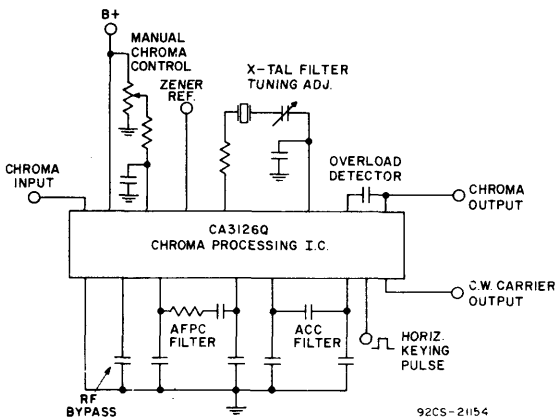 B+
MANUAL
CHROMA
CONTROL
ZENER
REF.
X-TAL FILTER
TUNING ADJ.
CHROMA
INPUT
OVERLOAD
DETECTOR
CHROMA
OUTPUT
CA3126Q
CHROMA PROCESSING I.C.
C.W. CARRIER
OUTPUT
AFPC
FILTER
ACC
FILTER
HORIZ.
KEYING
PULSE
RF
BYPASS
92CS-21154